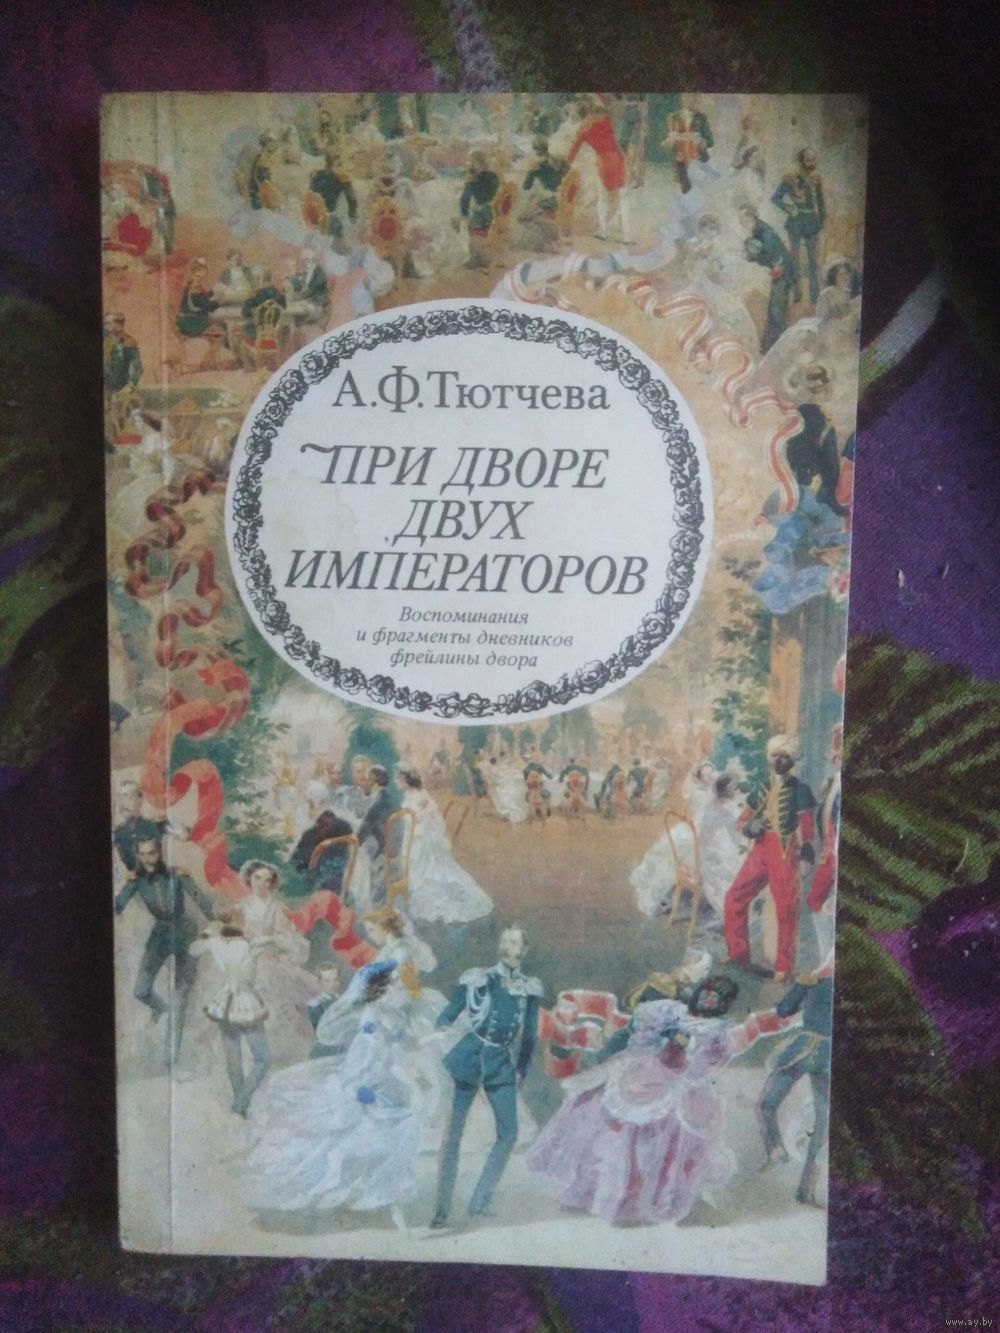 А.Ф.Тютчева
ПРИ ДВОРЕ
ДВУХ
ИМПЕРАТОРОВ
Воспоминания
и фрагменты дневников
фрейлины двора
www.ay.by